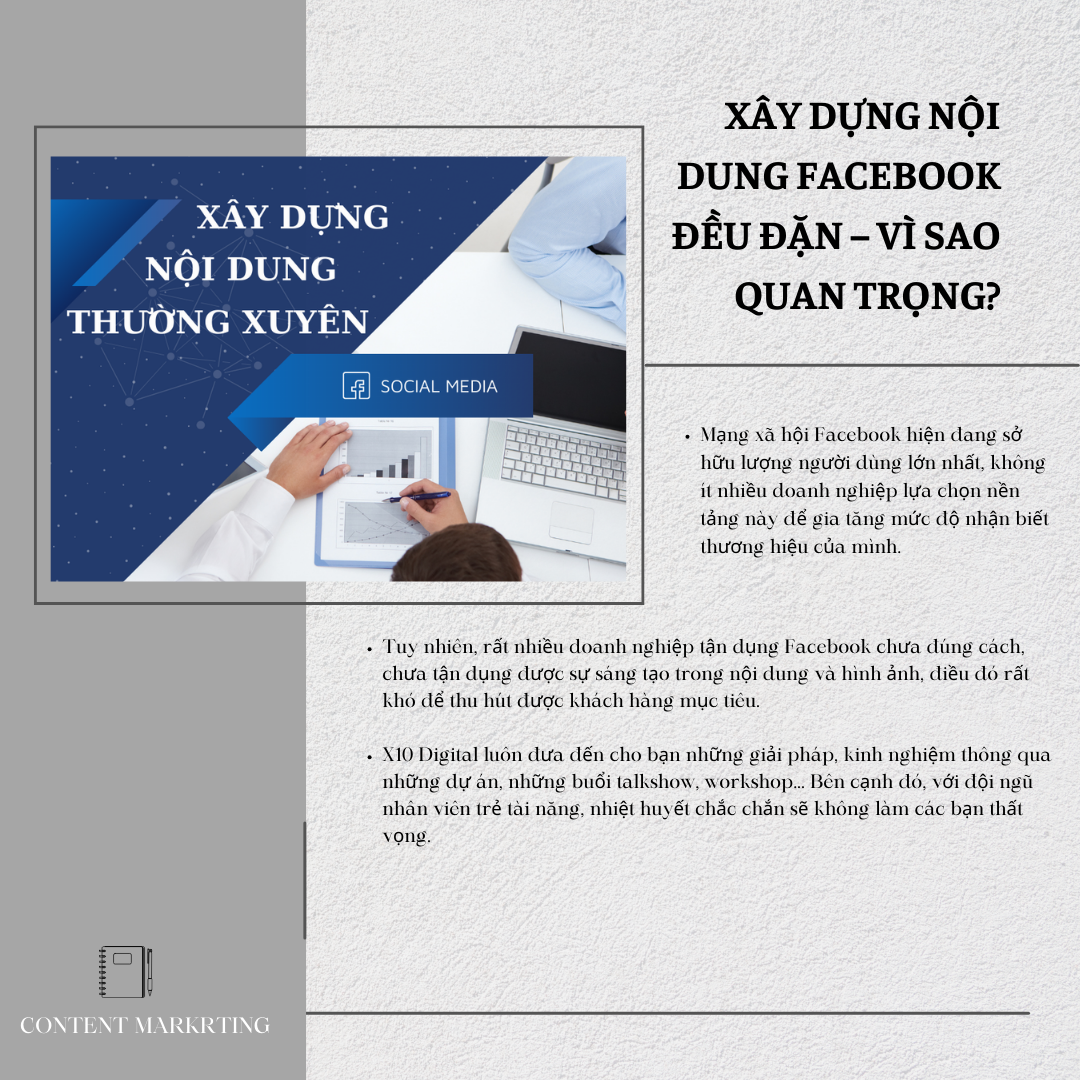 XÂY DỰNG NỘI
DUNG FACEBOOK
ĐỀU ĐẶN – VÌ SAO
QUAN TRỌNG?
XÂY DỰNG
NỘI DUNG
THƯỜNG XUYÊN
SOCIAL MEDIA
• Mạng xã hội Facebook hiện đang sở
hữu lượng người dùng lớn nhất, không
ít nhiều doanh nghiệp lựa chọn nền
tảng này để gia tăng mức độ nhận biết
thương hiệu của mình.
• Tuy nhiên, rất nhiều doanh nghiệp tận dụng Facebook chưa đúng cách,
chưa tận dụng được sự sáng tạo trong nội dung và hình ảnh, điều đó rất
khó để thu hút được khách hàng mục tiêu.
• X10 Digital luôn đưa đến cho bạn những giải pháp, kinh nghiệm thông qua
những dự án, những buổi talkshow, workshop... Bên cạnh đó, với đội ngũ
nhân viên trẻ tài năng, nhiệt huyết chắc chắn sẽ không làm các bạn thất
vọng.
CONTENT MARKRTING